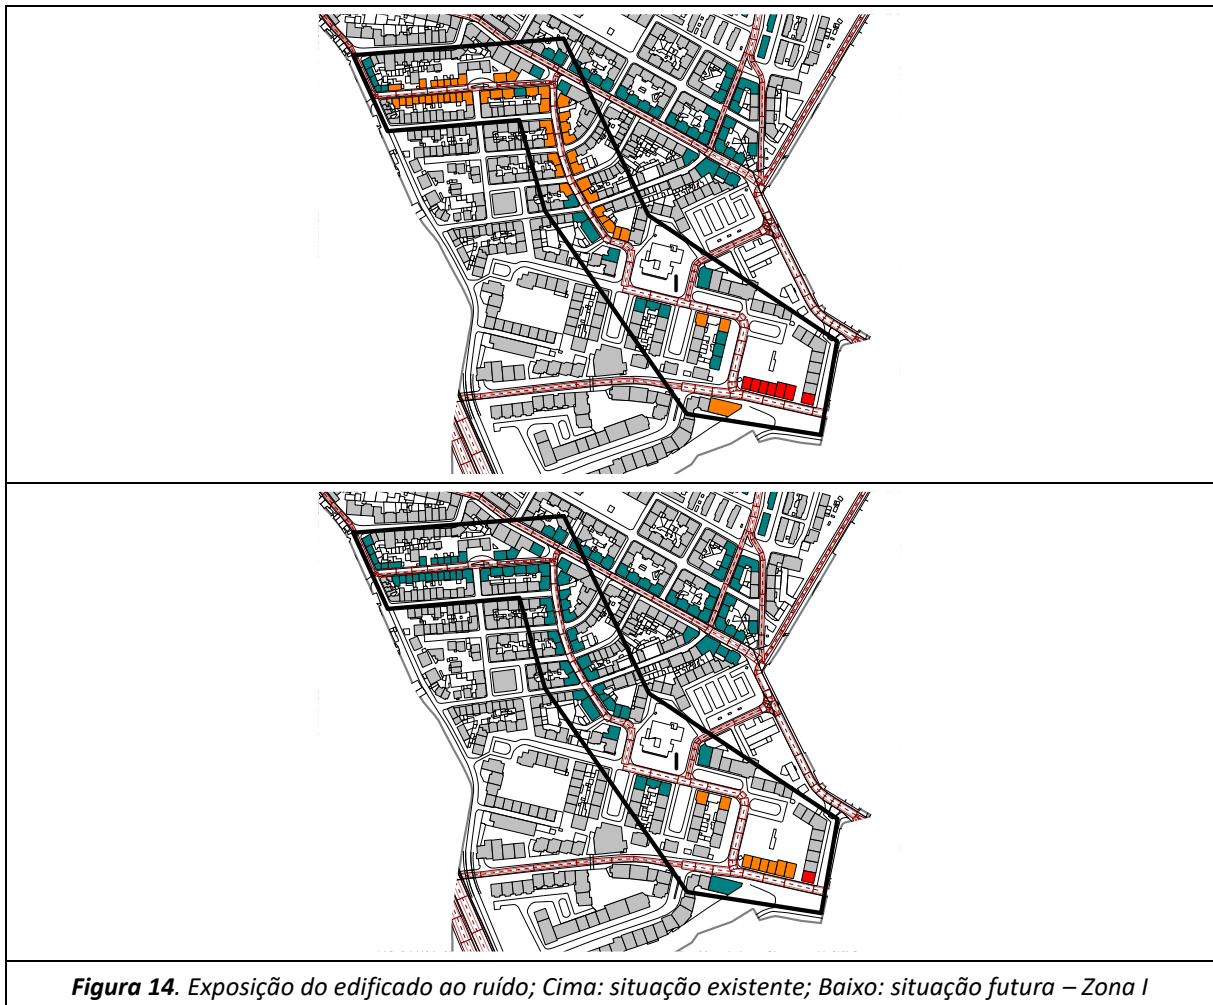 Figura 14. Exposição do edificado ao ruído; Cima: situação existente; Baixo: situação futura – Zona I